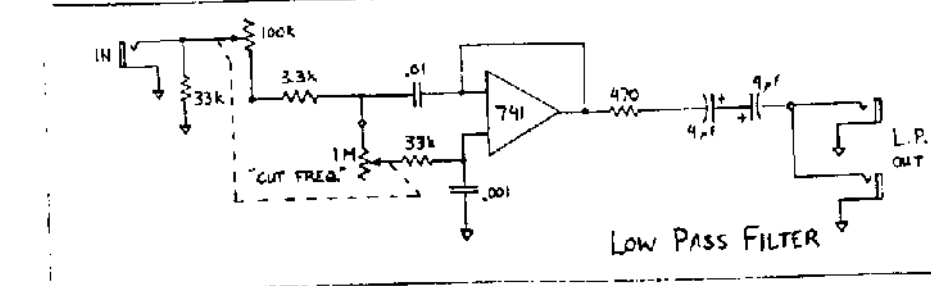 IN
100k
33k
3.3k
.01
1M
"CUT FREQ."
33k
.001
741
470
4µf
4µf
L.P.
OUT
LOW PASS FILTER